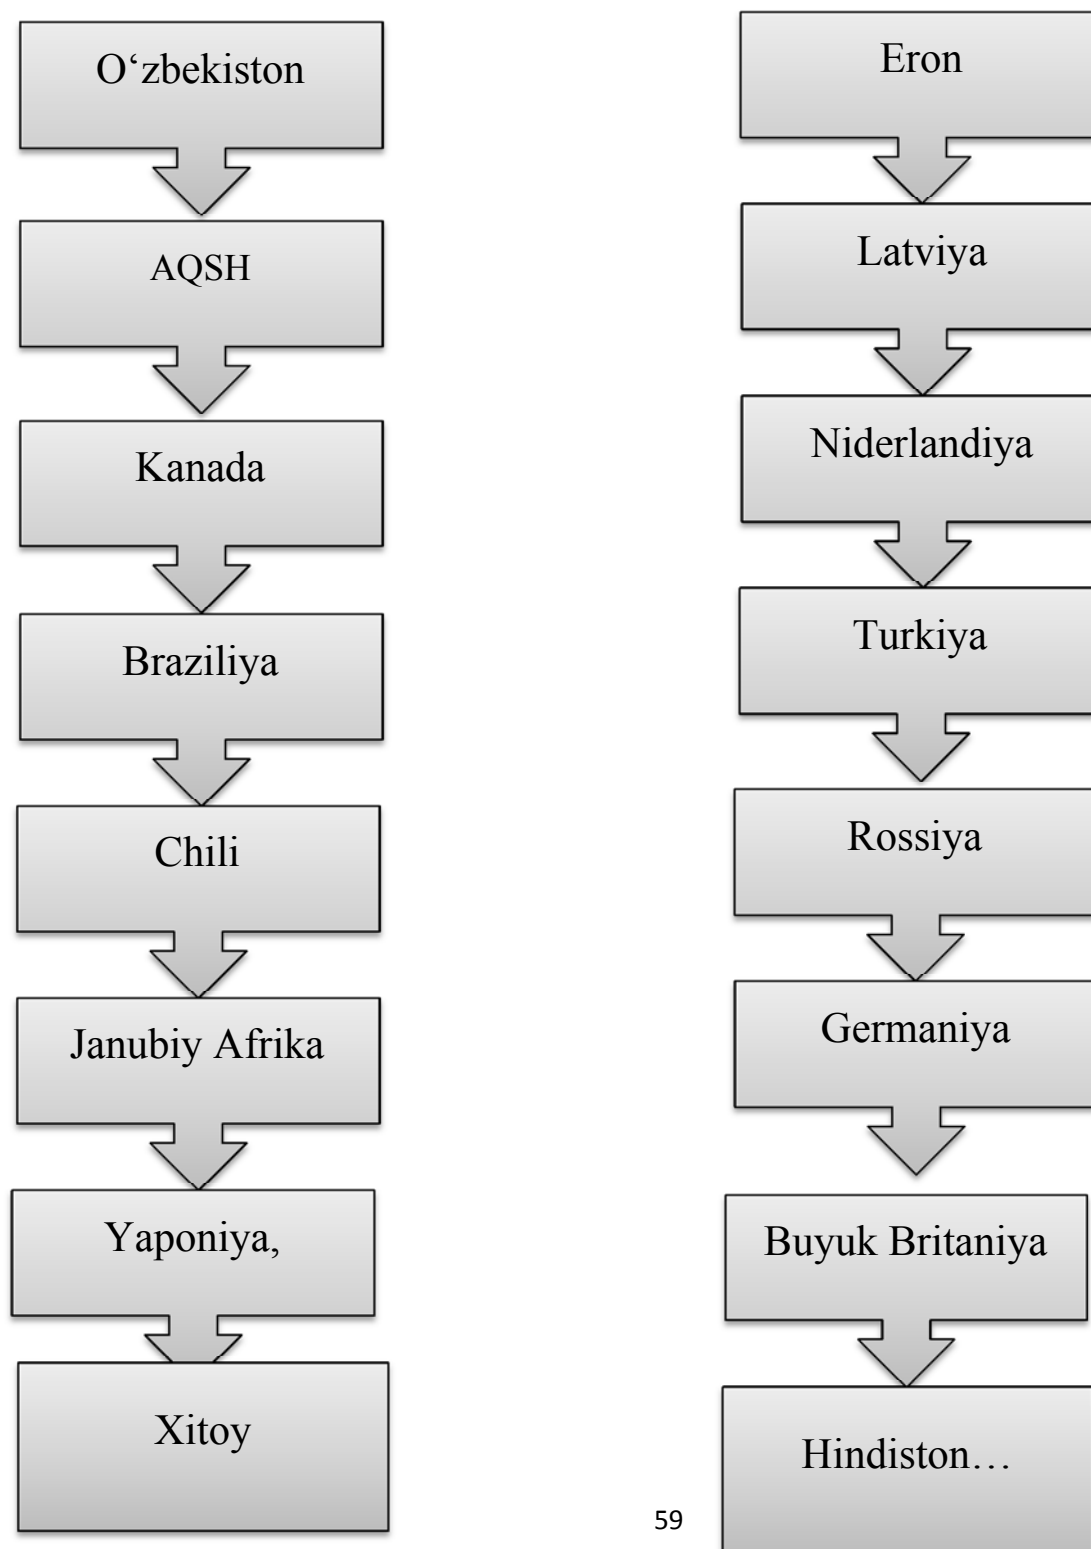 O‘zbekiston
AQSH
Kanada
Braziliya
Chili
Janubiy Afrika
Yaponiya,
Xitoy
Eron
Latviya
Niderlandiya
Turkiya
Rossiya
Germaniya
Buyuk Britaniya
Hindiston…
59